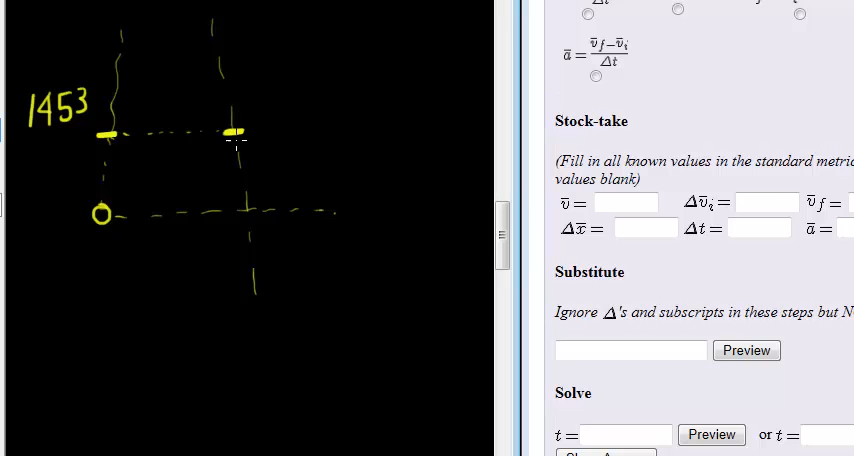 1453
ā = v̄f−v̄i / Δt
Stock-take
(Fill in all known values in the standard metric
values blank)
v̄ = Δv̄i = v̄f =
Δx̄ = Δt = ā =
Substitute
Ignore Δ's and subscripts in these steps but N
Preview
Solve
t = Preview or t =